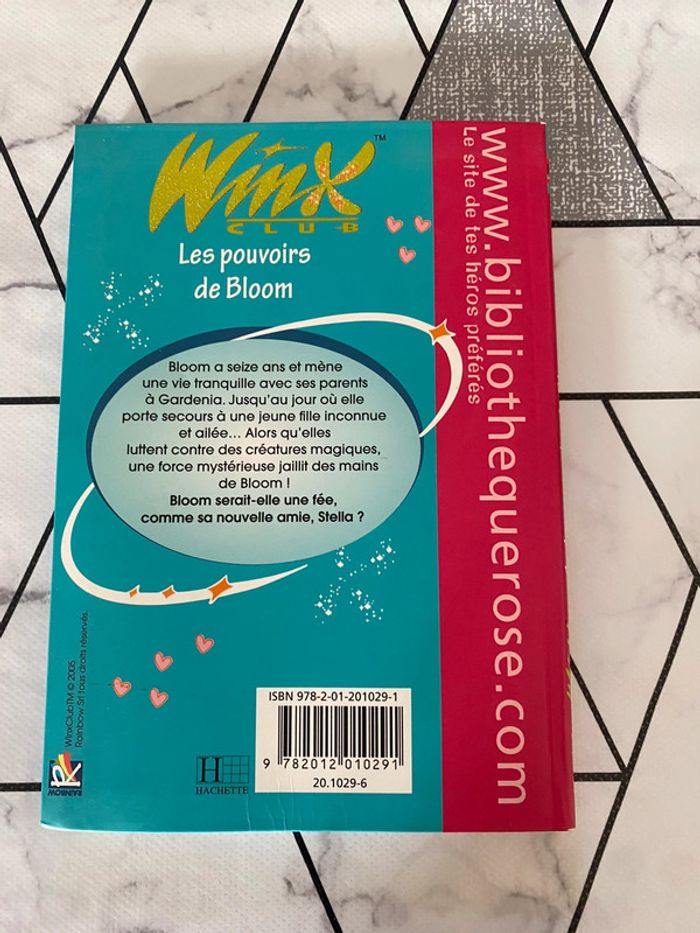 Winx™
CLUB
Les pouvoirs
de Bloom
Bloom a seize ans et mène
une vie tranquille avec ses parents
à Gardenia. Jusqu'au jour où elle
porte secours à une jeune fille inconnue
et ailée... Alors qu'elles
luttent contre des créatures magiques,
une force mystérieuse jaillit des mains
de Bloom !
Bloom serait-elle une fée,
comme sa nouvelle amie, Stella ?
www.bibliothequerose.com
Le site de tes héros préférés
WinxClubTM © 2005
Rainbow Srl tous droits réservés.
RAINBOW
H
HACHETTE
ISBN 978-2-01-201029-1
9 782012 010291
20.1029-6